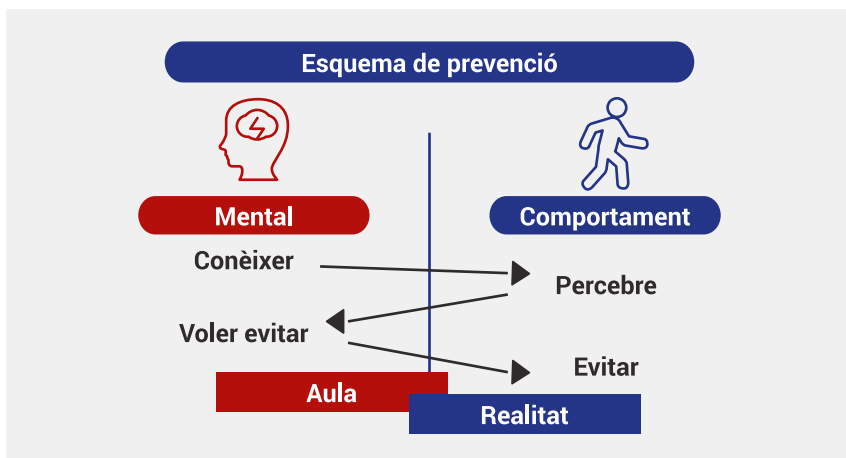 Esquema de prevenció
Mental
Comportament
Conèixer
Percebre
Voler evitar
Evitar
Aula
Realitat